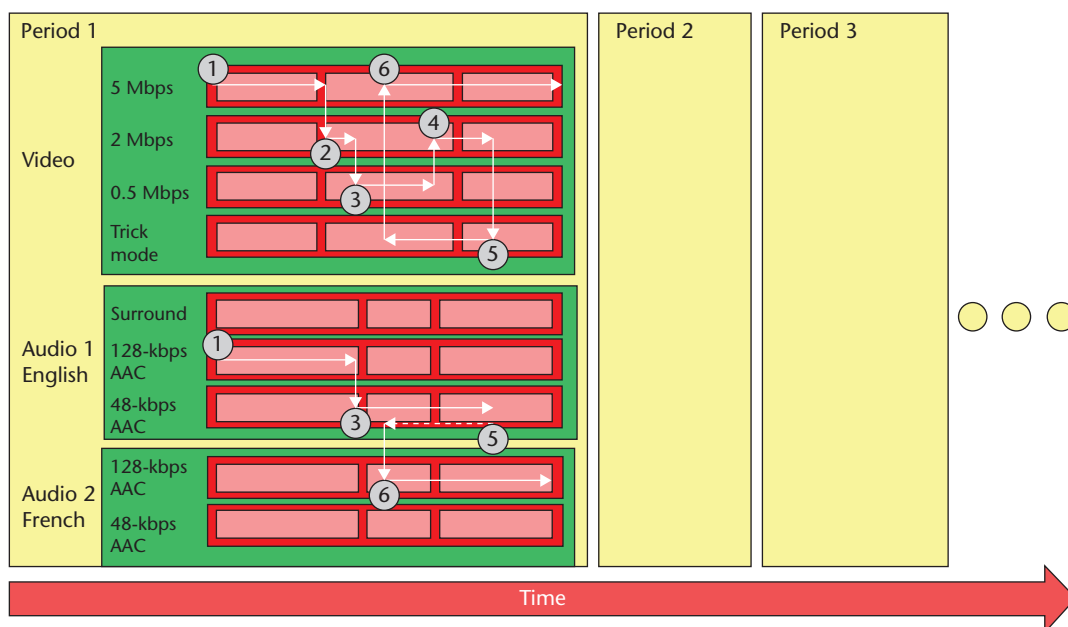 Period 1
Period 2
Period 3
Video
5 Mbps
1
6
2 Mbps
2
4
0.5 Mbps
3
Trick
mode
5
Audio 1
English
Surround
128-kbps
AAC
1
48-kbps
AAC
3
5
Audio 2
French
128-kbps
AAC
6
48-kbps
AAC
Time